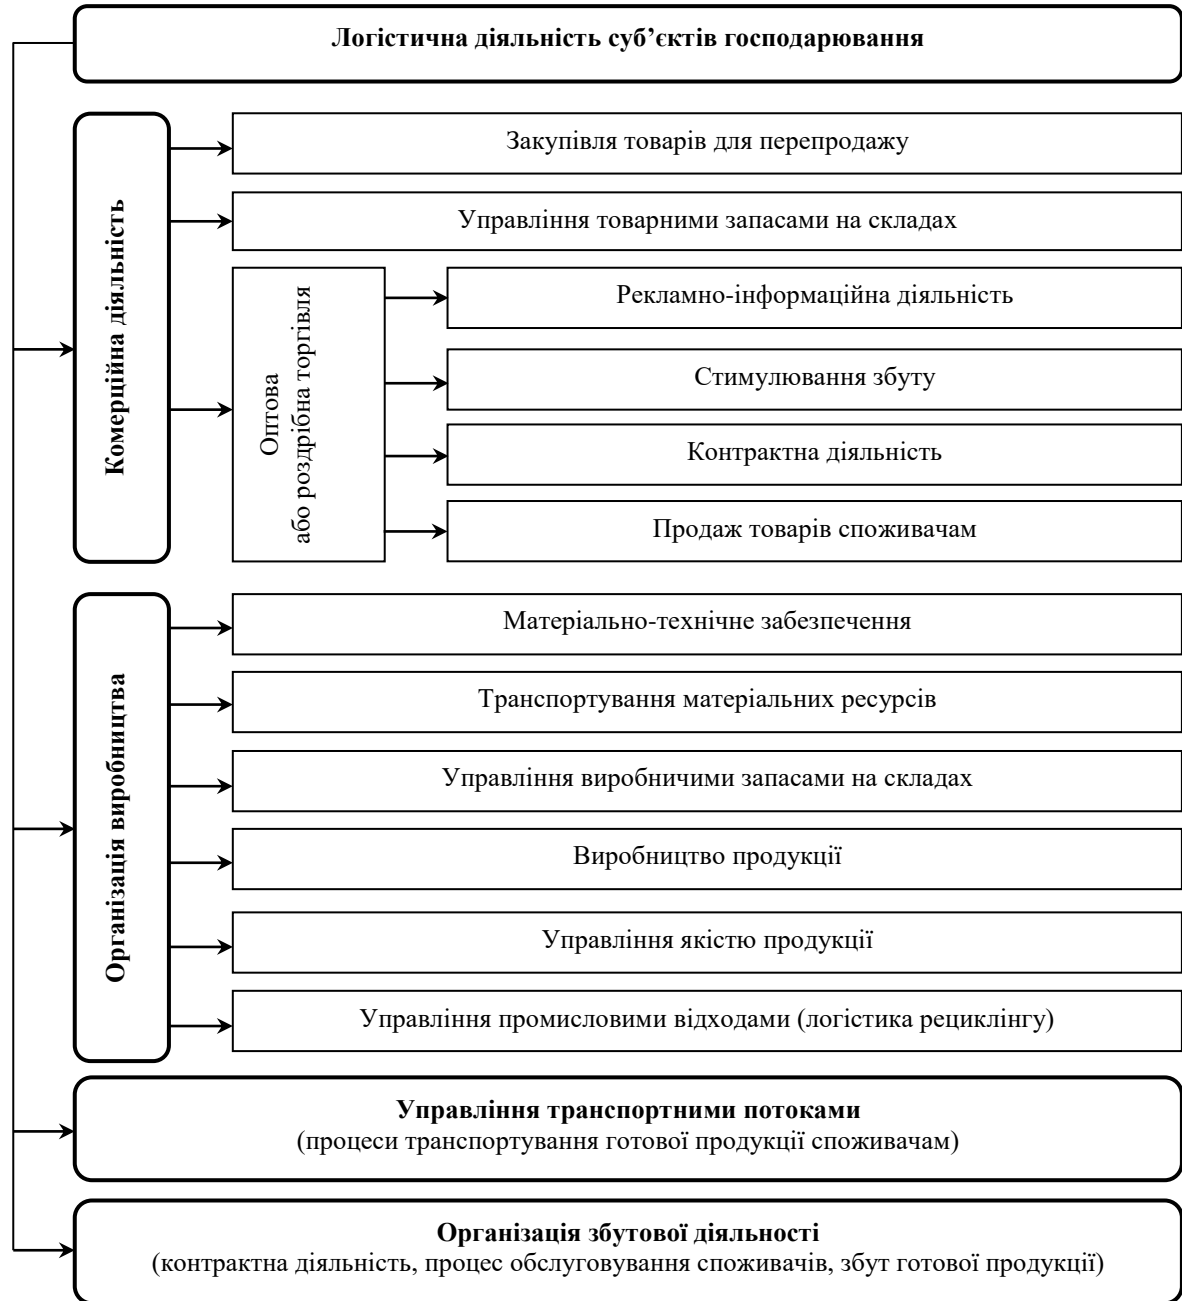 Логістична діяльність суб’єктів господарювання
Комерційна діяльність
Закупівля товарів для перепродажу
Управління товарними запасами на складах
Оптова
або роздрібна торгівля
Рекламно-інформаційна діяльність
Стимулювання збуту
Контрактна діяльність
Продаж товарів споживачам
Організація виробництва
Матеріально-технічне забезпечення
Транспортування матеріальних ресурсів
Управління виробничими запасами на складах
Виробництво продукції
Управління якістю продукції
Управління промисловими відходами (логістика рециклінгу)
Управління транспортними потоками
(процеси транспортування готової продукції споживачам)
Організація збутової діяльності
(контрактна діяльність, процес обслуговування споживачів, збут готової продукції)